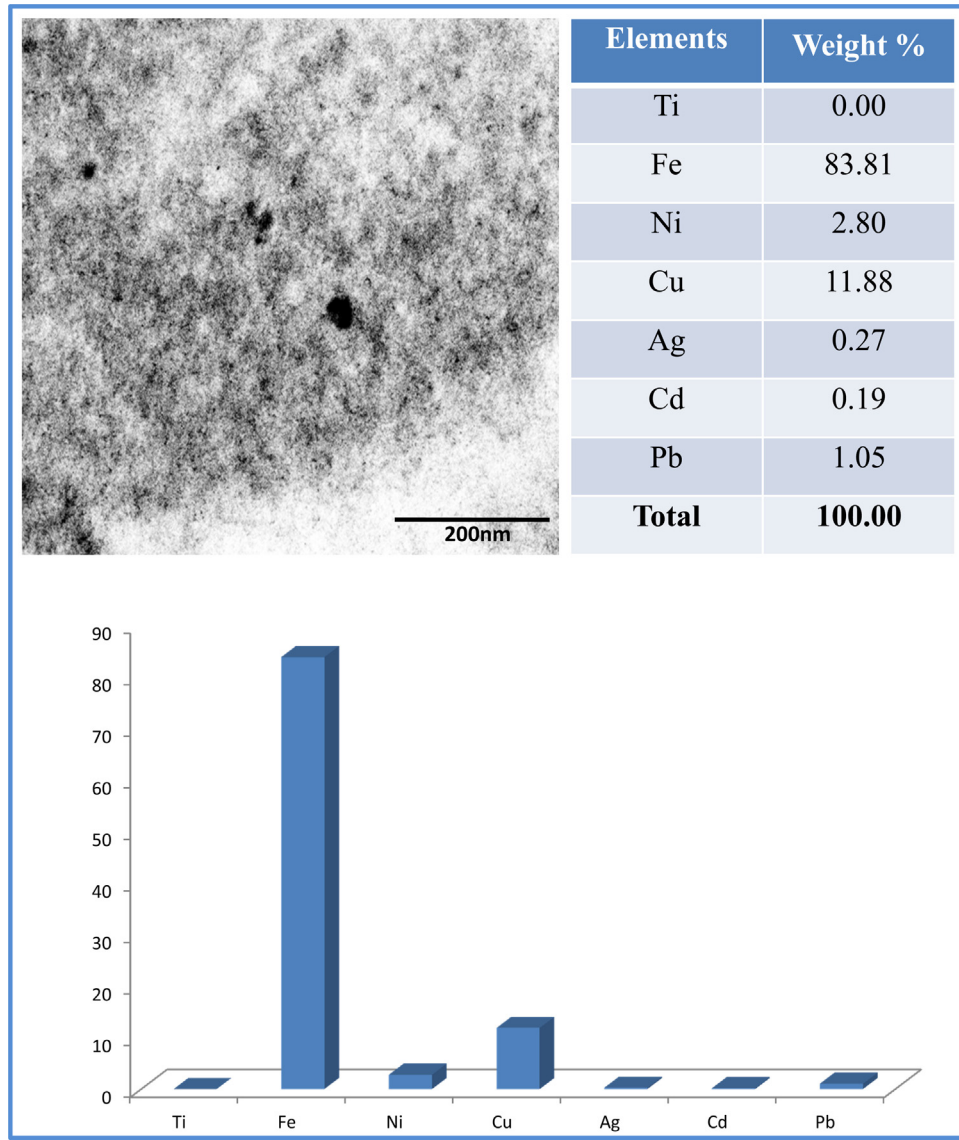 200nm
Elements Weight %
Ti 0.00
Fe 83.81
Ni 2.80
Cu 11.88
Ag 0.27
Cd 0.19
Pb 1.05
Total 100.00
90
80
70
60
50
40
30
20
10
0
Ti Fe Ni Cu Ag Cd Pb